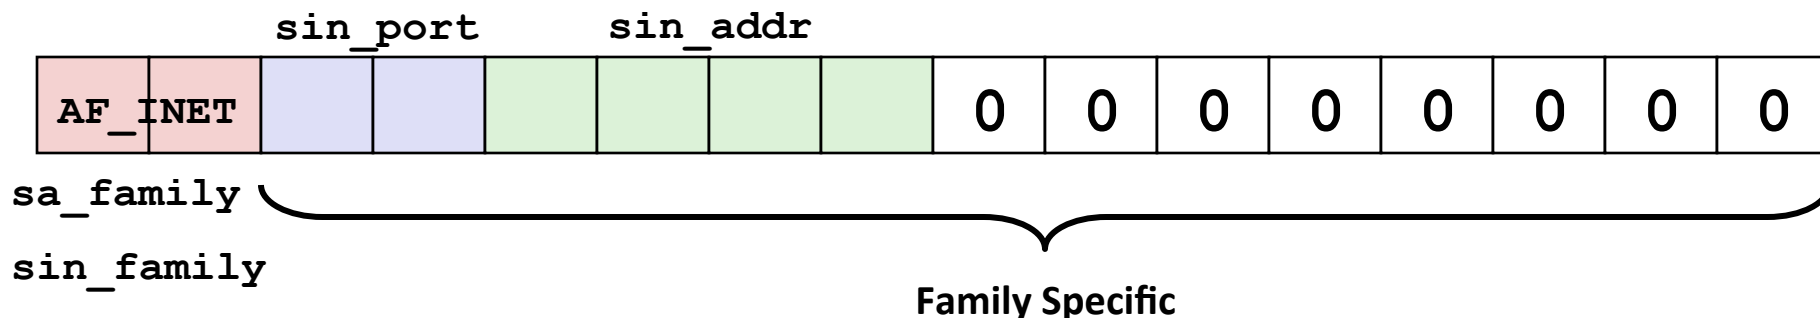 sin_port sin_addr
AF_INET 0 0 0 0 0 0 0 0
sa_family
sin_family
Family Specific